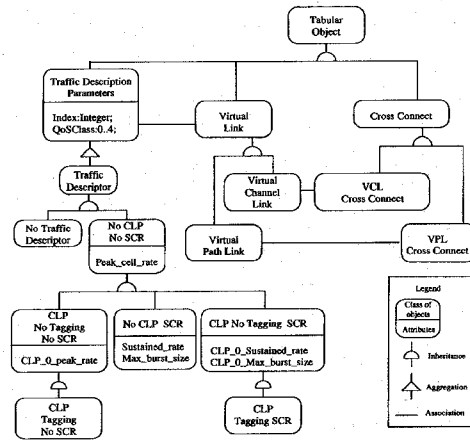 Tabular
Object
Traffic Description
Parameters
Index:Integer;
QoSClass:0..4;
Virtual
Link
Cross Connect
Traffic
Descriptor
Virtual
Channel
Link
VCL
Cross Connect
No Traffic
Descriptor
No CLP
No SCR
Peak_cell_rate
Virtual
Path Link
VPL
Cross Connect
CLP
No Tagging
No SCR
CLP_0_peak_rate
No CLP SCR
Sustained_rate
Max_burst_size
CLP No Tagging SCR
CLP_0_Sustained_rate
CLP_0_Max_burst_size
CLP
Tagging
No SCR
CLP
Tagging SCR
Legend
Class of
objects
Attributes
Inheritance
Aggregation
Association